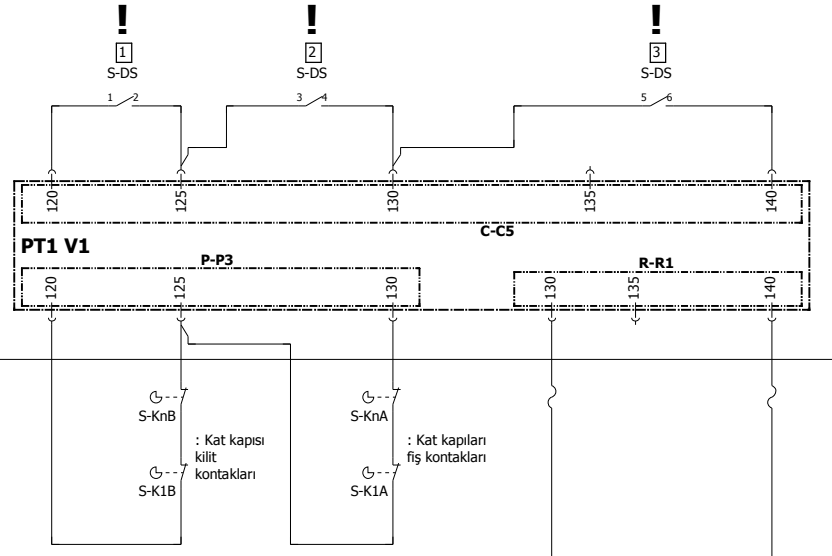 ! ! !
1 2 3
S-DS S-DS S-DS
1 2 3 4 5 6
120 125 130 135 140
C-C5
PT1 V1
P-P3 R-R1
120 125 130 130 135 140
S-KnB S-KnA
: Kat kapısı
kilit
kontakları
: Kat kapıları
fiş kontakları
S-K1B S-K1A